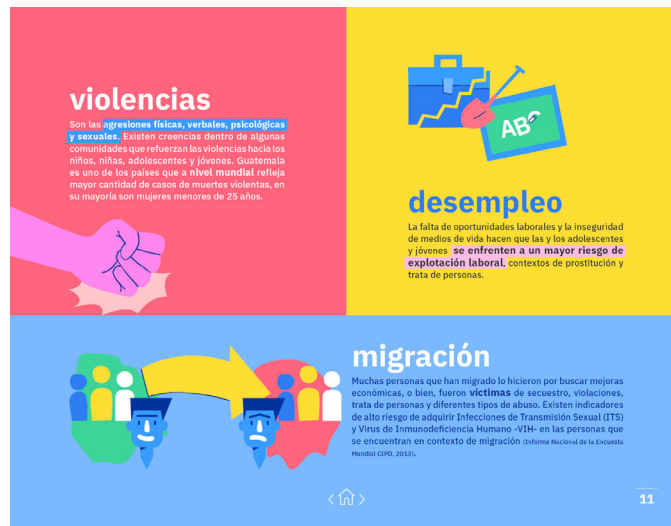 violencias
Son las agresiones físicas, verbales, psicológicas
y sexuales. Existen creencias dentro de algunas
comunidades que refuerzan las violencias hacia los
niños, niñas, adolescentes y jóvenes. Guatemala
es uno de los países que a nivel mundial refleja
mayor cantidad de casos de muertes violentas, en
su mayoría son mujeres menores de 25 años.
ABC
desempleo
La falta de oportunidades laborales y la inseguridad
de medios de vida hacen que las y los adolescentes
y jóvenes se enfrenten a un mayor riesgo de
explotación laboral, contextos de prostitución y
trata de personas.
migración
Muchas personas que han migrado lo hicieron por buscar mejoras
económicas, o bien, fueron víctimas de secuestro, violaciones,
trata de personas y diferentes tipos de abuso. Existen indicadores
de alto riesgo de adquirir Infecciones de Transmisión Sexual (ITS)
y Virus de Inmunodeficiencia Humano -VIH- en las personas que
se encuentran en contexto de migración (Informe Nacional de la Encuesta
Mundial CIPD, 2012).
11